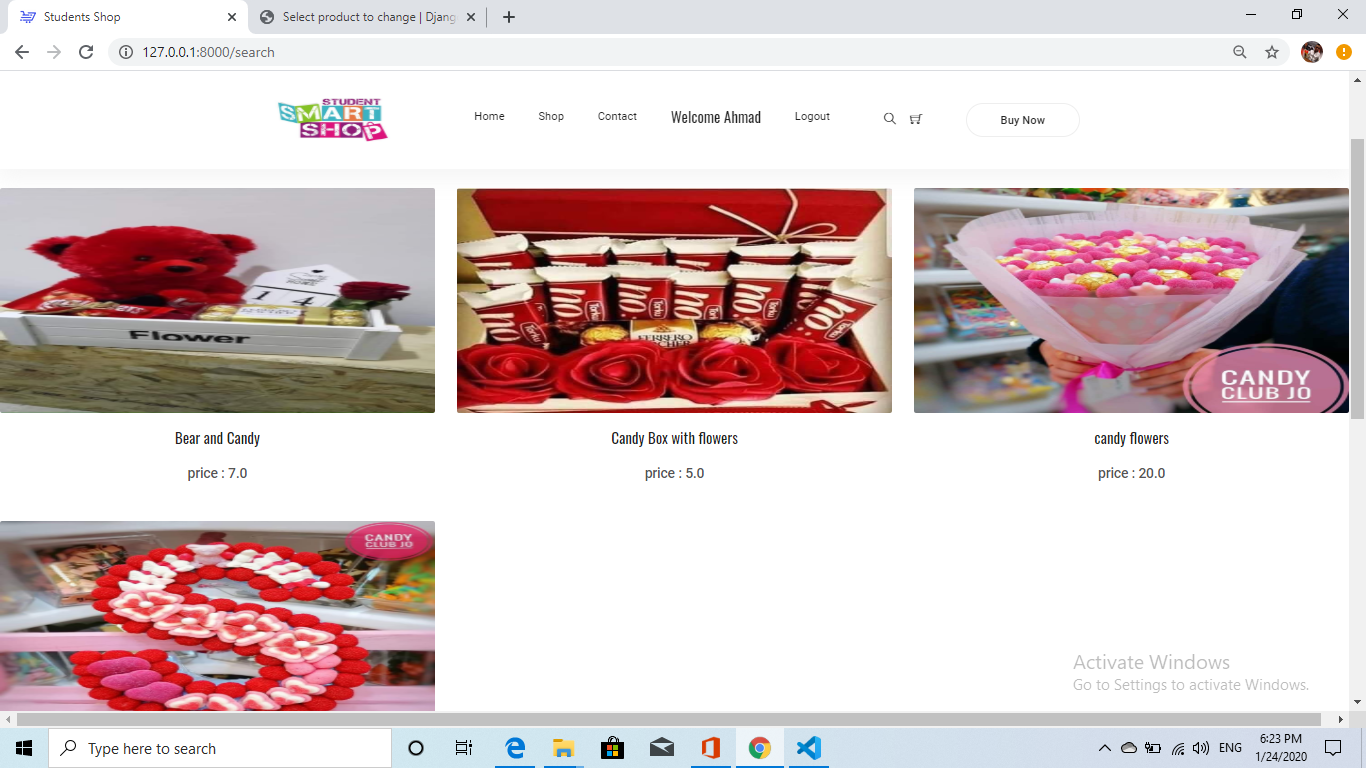 Students Shop
Select product to change | Djang
127.0.0.1:8000/search
STUDENT
SMART
SHOP
Home
Shop
Contact
Welcome Ahmad
Logout
Buy Now
Flower
1 4
FERRERO
CANDY
CLUB JO
Bear and Candy
Candy Box with flowers
candy flowers
price : 7.0
price : 5.0
price : 20.0
CANDY
CLUB JO
Activate Windows
Go to Settings to activate Windows.
Type here to search
ENG
6:23 PM
1/24/2020